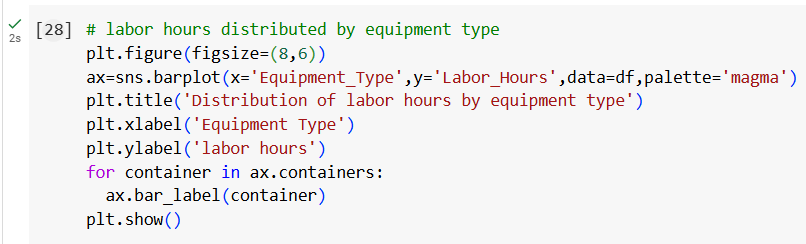 [28] # labor hours distributed by equipment type
2s
plt.figure(figsize=(8,6))
ax=sns.barplot(x='Equipment_Type',y='Labor_Hours',data=df,palette='magma')
plt.title('Distribution of labor hours by equipment type')
plt.xlabel('Equipment Type')
plt.ylabel('labor hours')
for container in ax.containers:
  ax.bar_label(container)
plt.show()